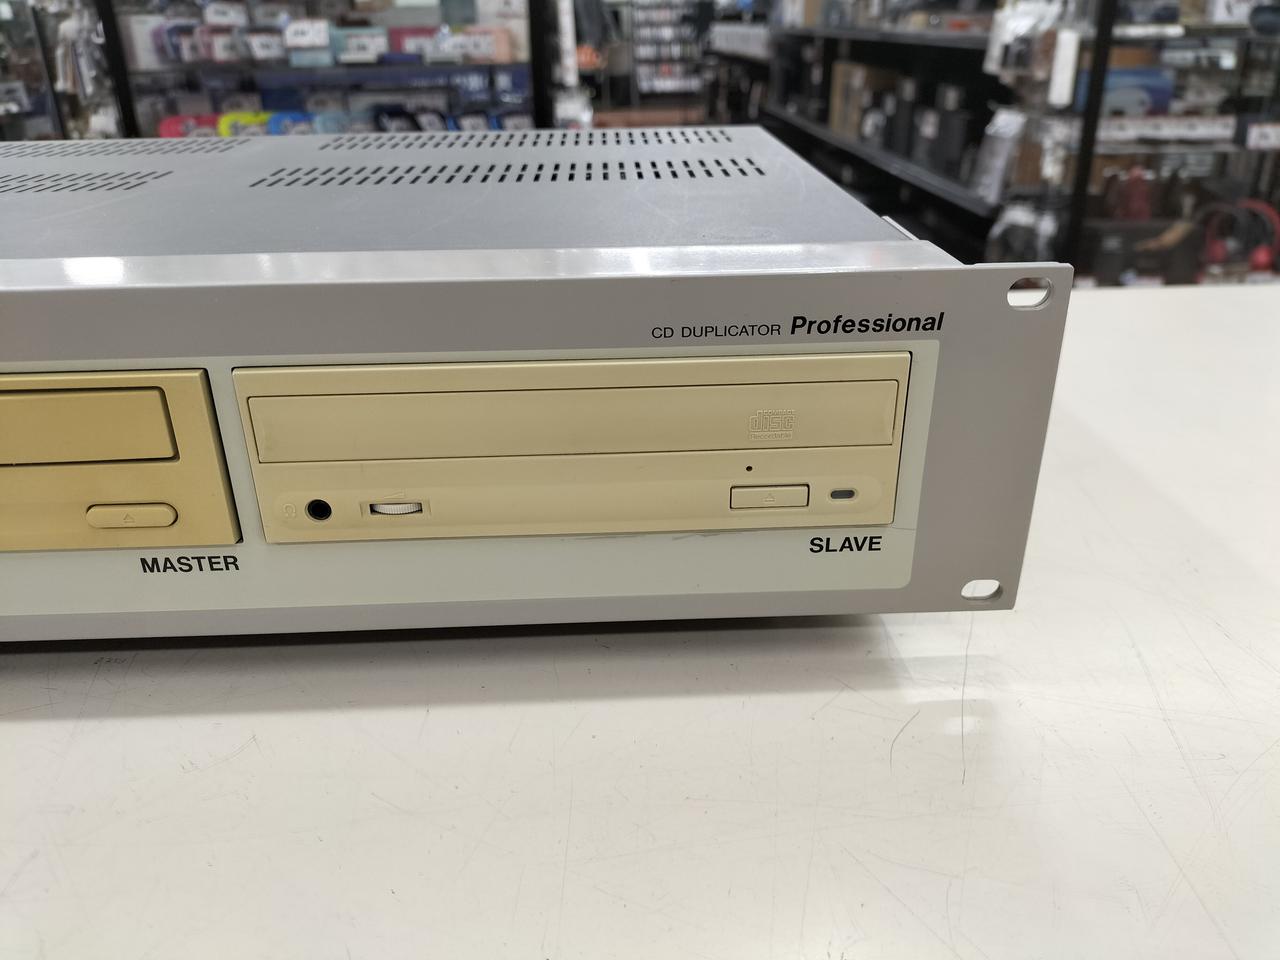 CD DUPLICATOR Professional
COMPACT
disc
Recordable
MASTER
SLAVE